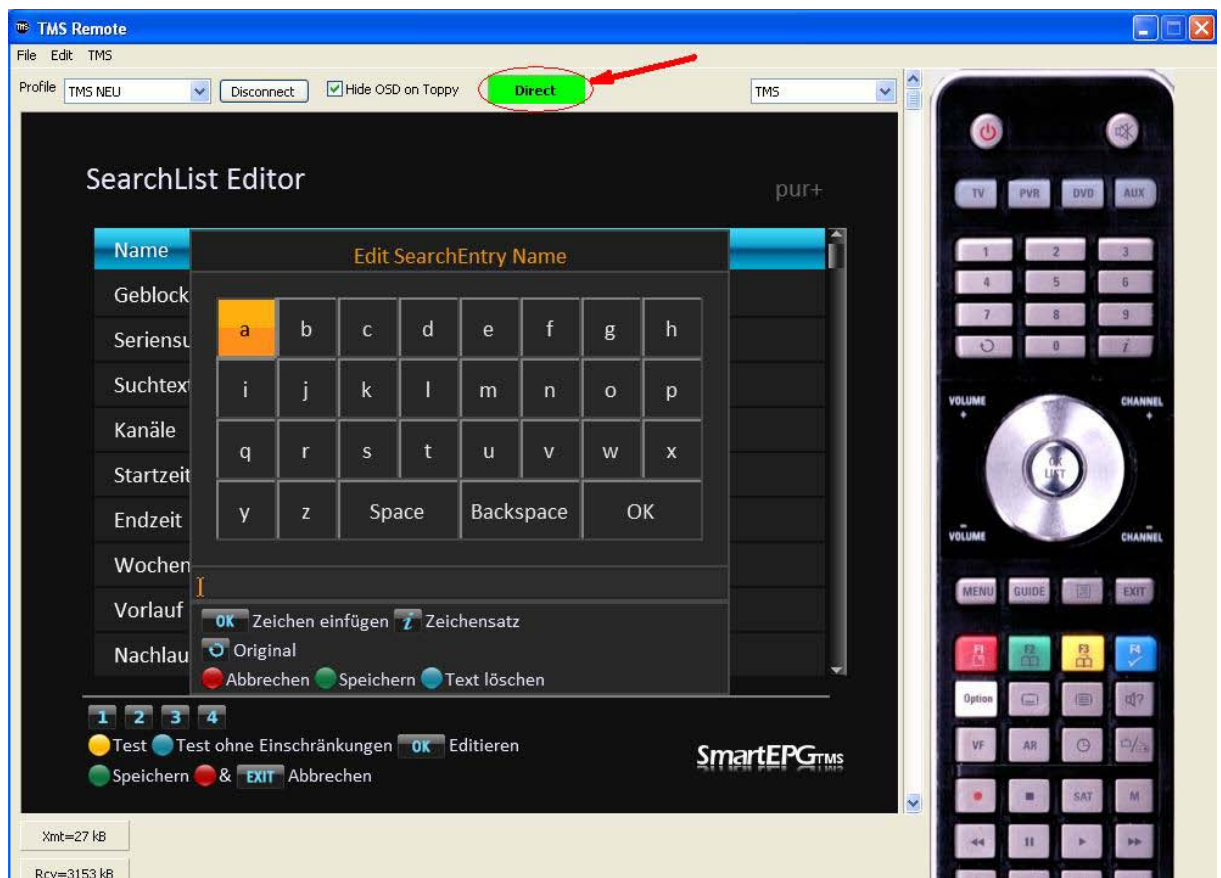 TMS Remote
File Edit TMS
Profile TMS NEU Disconnect Hide OSD on Toppy Direct TMS
SearchList Editor
pur+
Name
Edit SearchEntry Name
Geblock
Seriensu
Suchtext
Kanäle
Startzeit
Endzeit
Wochen
Vorlauf
Nachlau
a b c d e f g h
i j k l m n o p
q r s t u v w x
y z Space Backspace OK
OK Zeichen einfügen i Zeichensatz
Original
Abbrechen Speichern Text löschen
1 2 3 4
Test Test ohne Einschränkungen OK Editieren
Speichern & EXIT Abbrechen
SmartEPGTMS
Xmt=27 kB
Rcv=3153 kB
TV PVR DVD AUX
1 2 3
4 5 6
7 8 9
0 i
VOLUME + CHANNEL +
OK
LIST
VOLUME – CHANNEL –
MENU GUIDE EXIT
F1 F2 F3 F4
Option
VF AR
SAT M